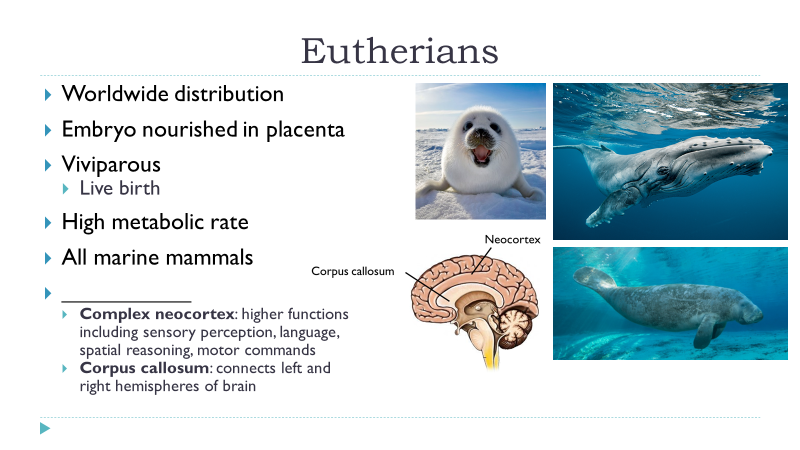 Eutherians
Worldwide distribution
Embryo nourished in placenta
Viviparous
Live birth
High metabolic rate
All marine mammals
____________
Complex neocortex: higher functions
including sensory perception, language,
spatial reasoning, motor commands
Corpus callosum: connects left and
right hemispheres of brain
Neocortex
Corpus callosum